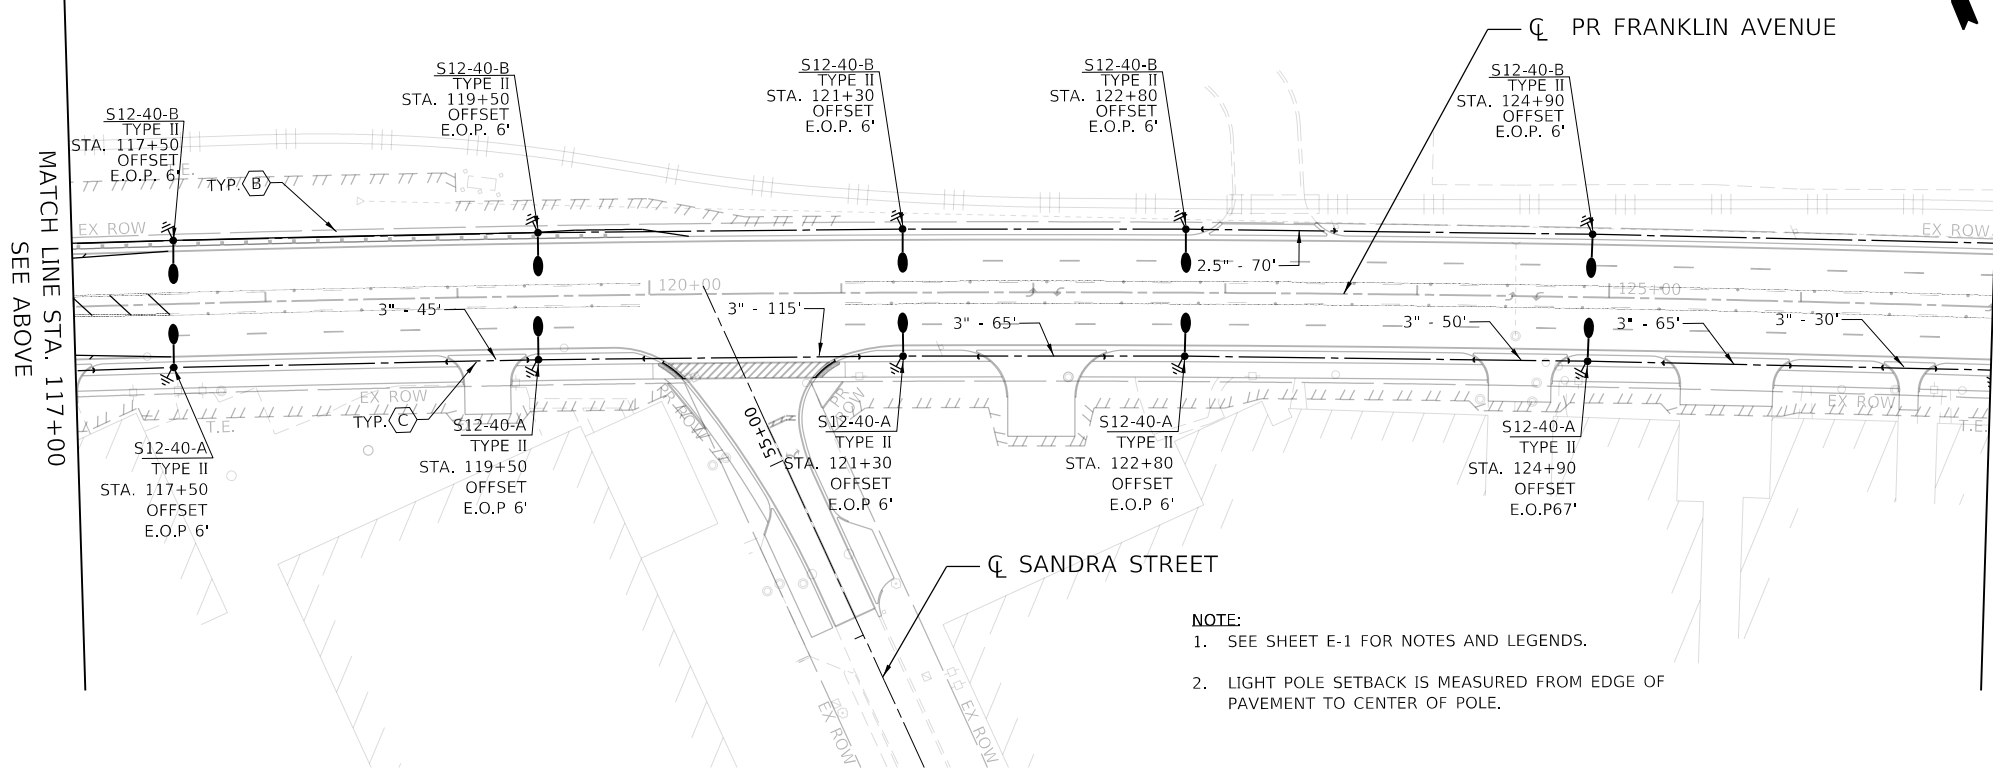 ℄ PR FRANKLIN AVENUE
S12-40-B
TYPE II
STA. 117+50
OFFSET
E.O.P. 6'
S12-40-B
TYPE II
STA. 119+50
OFFSET
E.O.P. 6'
S12-40-B
TYPE II
STA. 121+30
OFFSET
E.O.P. 6'
S12-40-B
TYPE II
STA. 122+80
OFFSET
E.O.P. 6'
S12-40-B
TYPE II
STA. 124+90
OFFSET
E.O.P. 6'
T.E.
TYP. B
EX ROW
EX ROW
MATCH LINE STA. 117+00
SEE ABOVE
2.5" - 70'
120+00
125+00
3" - 45'
3" - 115'
3" - 65'
3" - 50'
3" - 65'
3" - 30'
EX ROW
PR ROW
PR ROW
EX ROW
T.E.
T.E.
TYP. C
55+00
S12-40-A
TYPE II
STA. 117+50
OFFSET
E.O.P 6'
S12-40-A
TYPE II
STA. 119+50
OFFSET
E.O.P 6'
S12-40-A
TYPE II
STA. 121+30
OFFSET
E.O.P 6'
S12-40-A
TYPE II
STA. 122+80
OFFSET
E.O.P 6'
S12-40-A
TYPE II
STA. 124+90
OFFSET
E.O.P67'
℄ SANDRA STREET
EX ROW
EX ROW
NOTE:
1. SEE SHEET E-1 FOR NOTES AND LEGENDS.
2. LIGHT POLE SETBACK IS MEASURED FROM EDGE OF
PAVEMENT TO CENTER OF POLE.